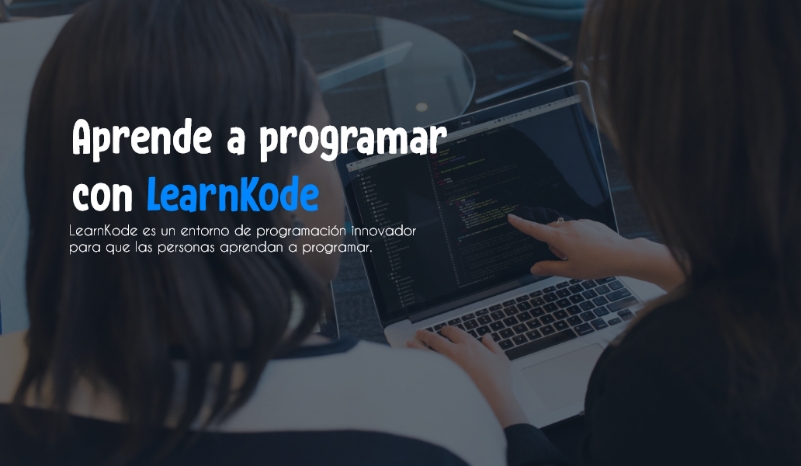 Aprende a programar
con LearnKode
LearnKode es un entorno de programación innovador
para que las personas aprendan a programar.